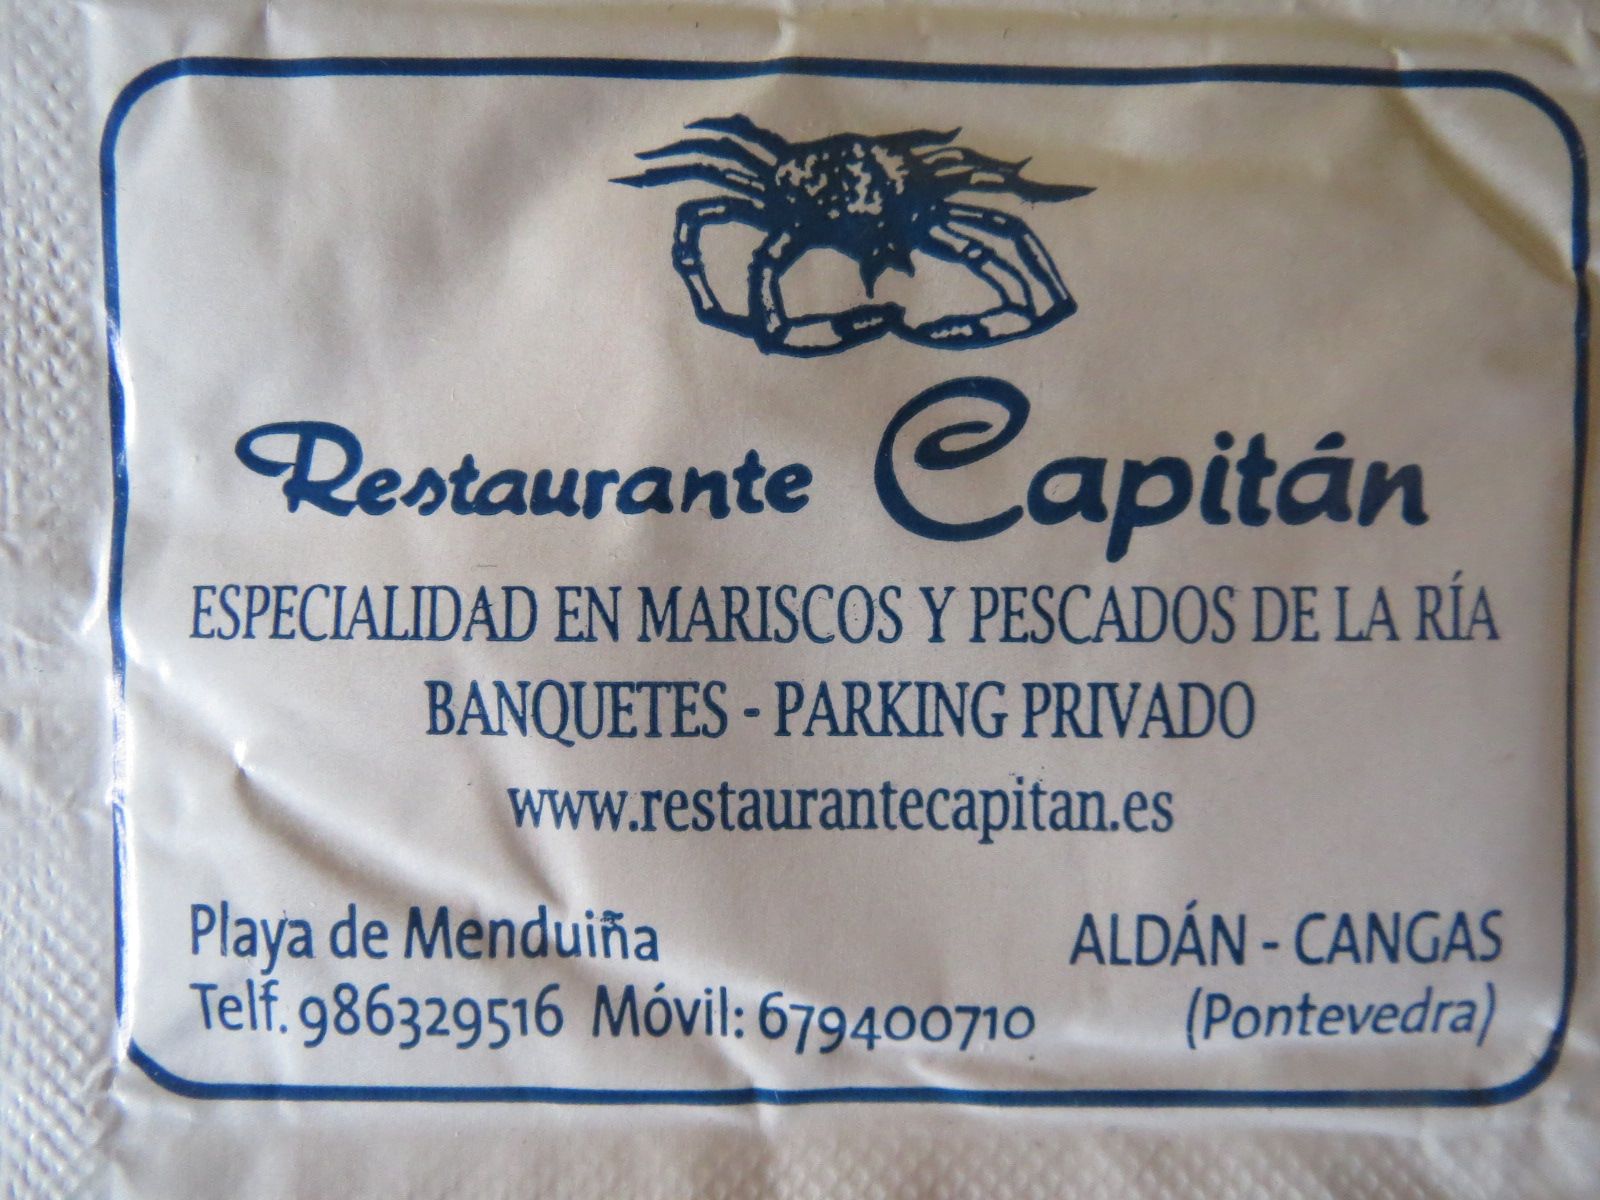 Restaurante Capitán
ESPECIALIDAD EN MARISCOS Y PESCADOS DE LA RÍA
BANQUETES - PARKING PRIVADO
www.restaurantecapitan.es
Playa de Menduiña ALDÁN - CANGAS
Telf. 986329516 Móvil: 679400710 (Pontevedra)